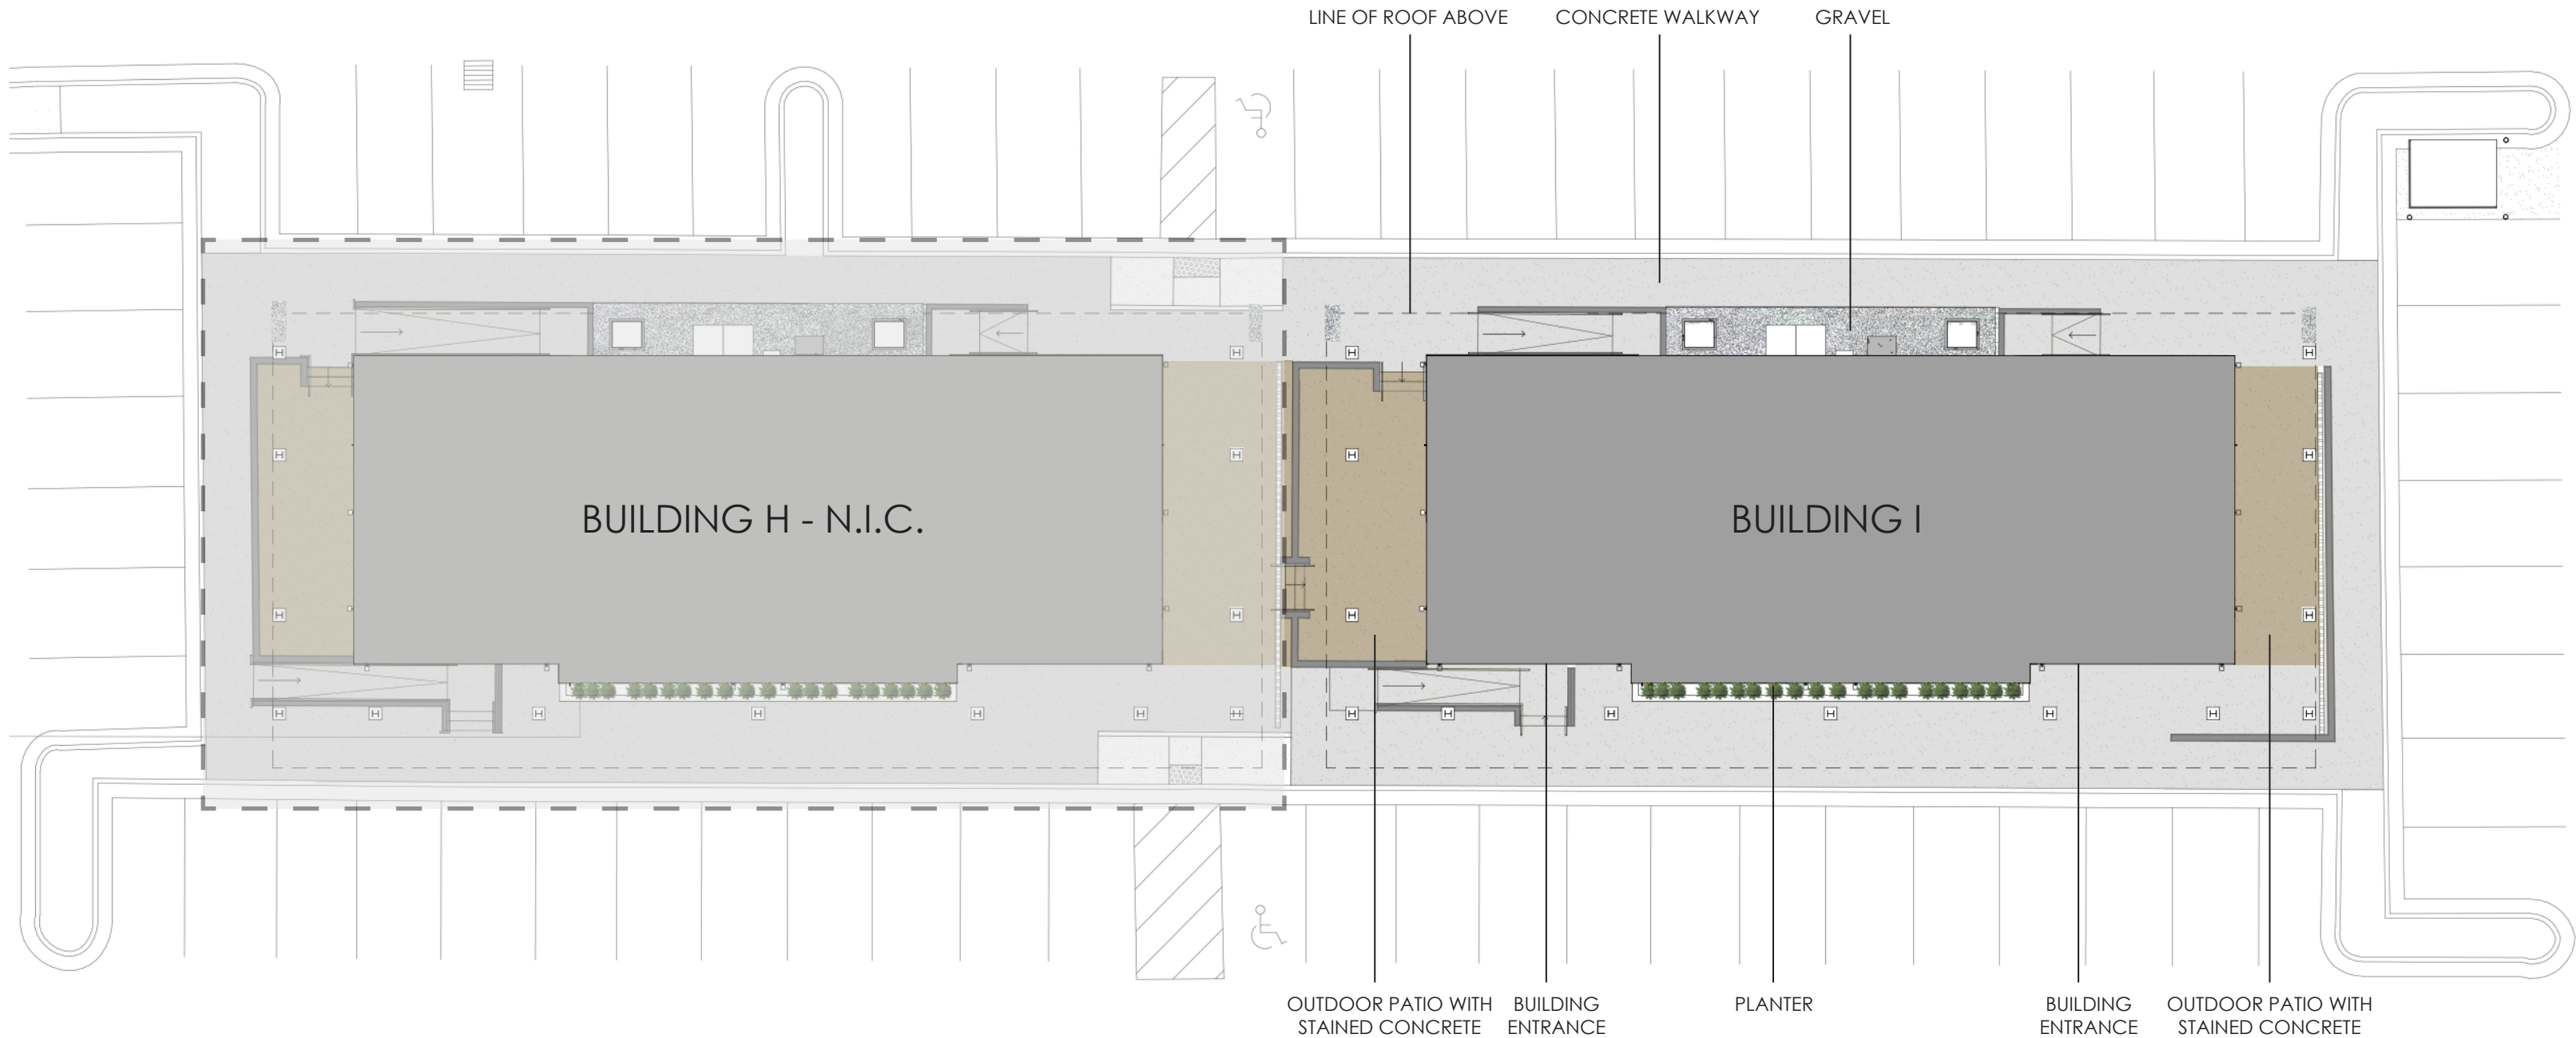 LINE OF ROOF ABOVE
CONCRETE WALKWAY
GRAVEL
BUILDING H - N.I.C.
BUILDING I
OUTDOOR PATIO WITH
STAINED CONCRETE
BUILDING
ENTRANCE
PLANTER
BUILDING
ENTRANCE
OUTDOOR PATIO WITH
STAINED CONCRETE